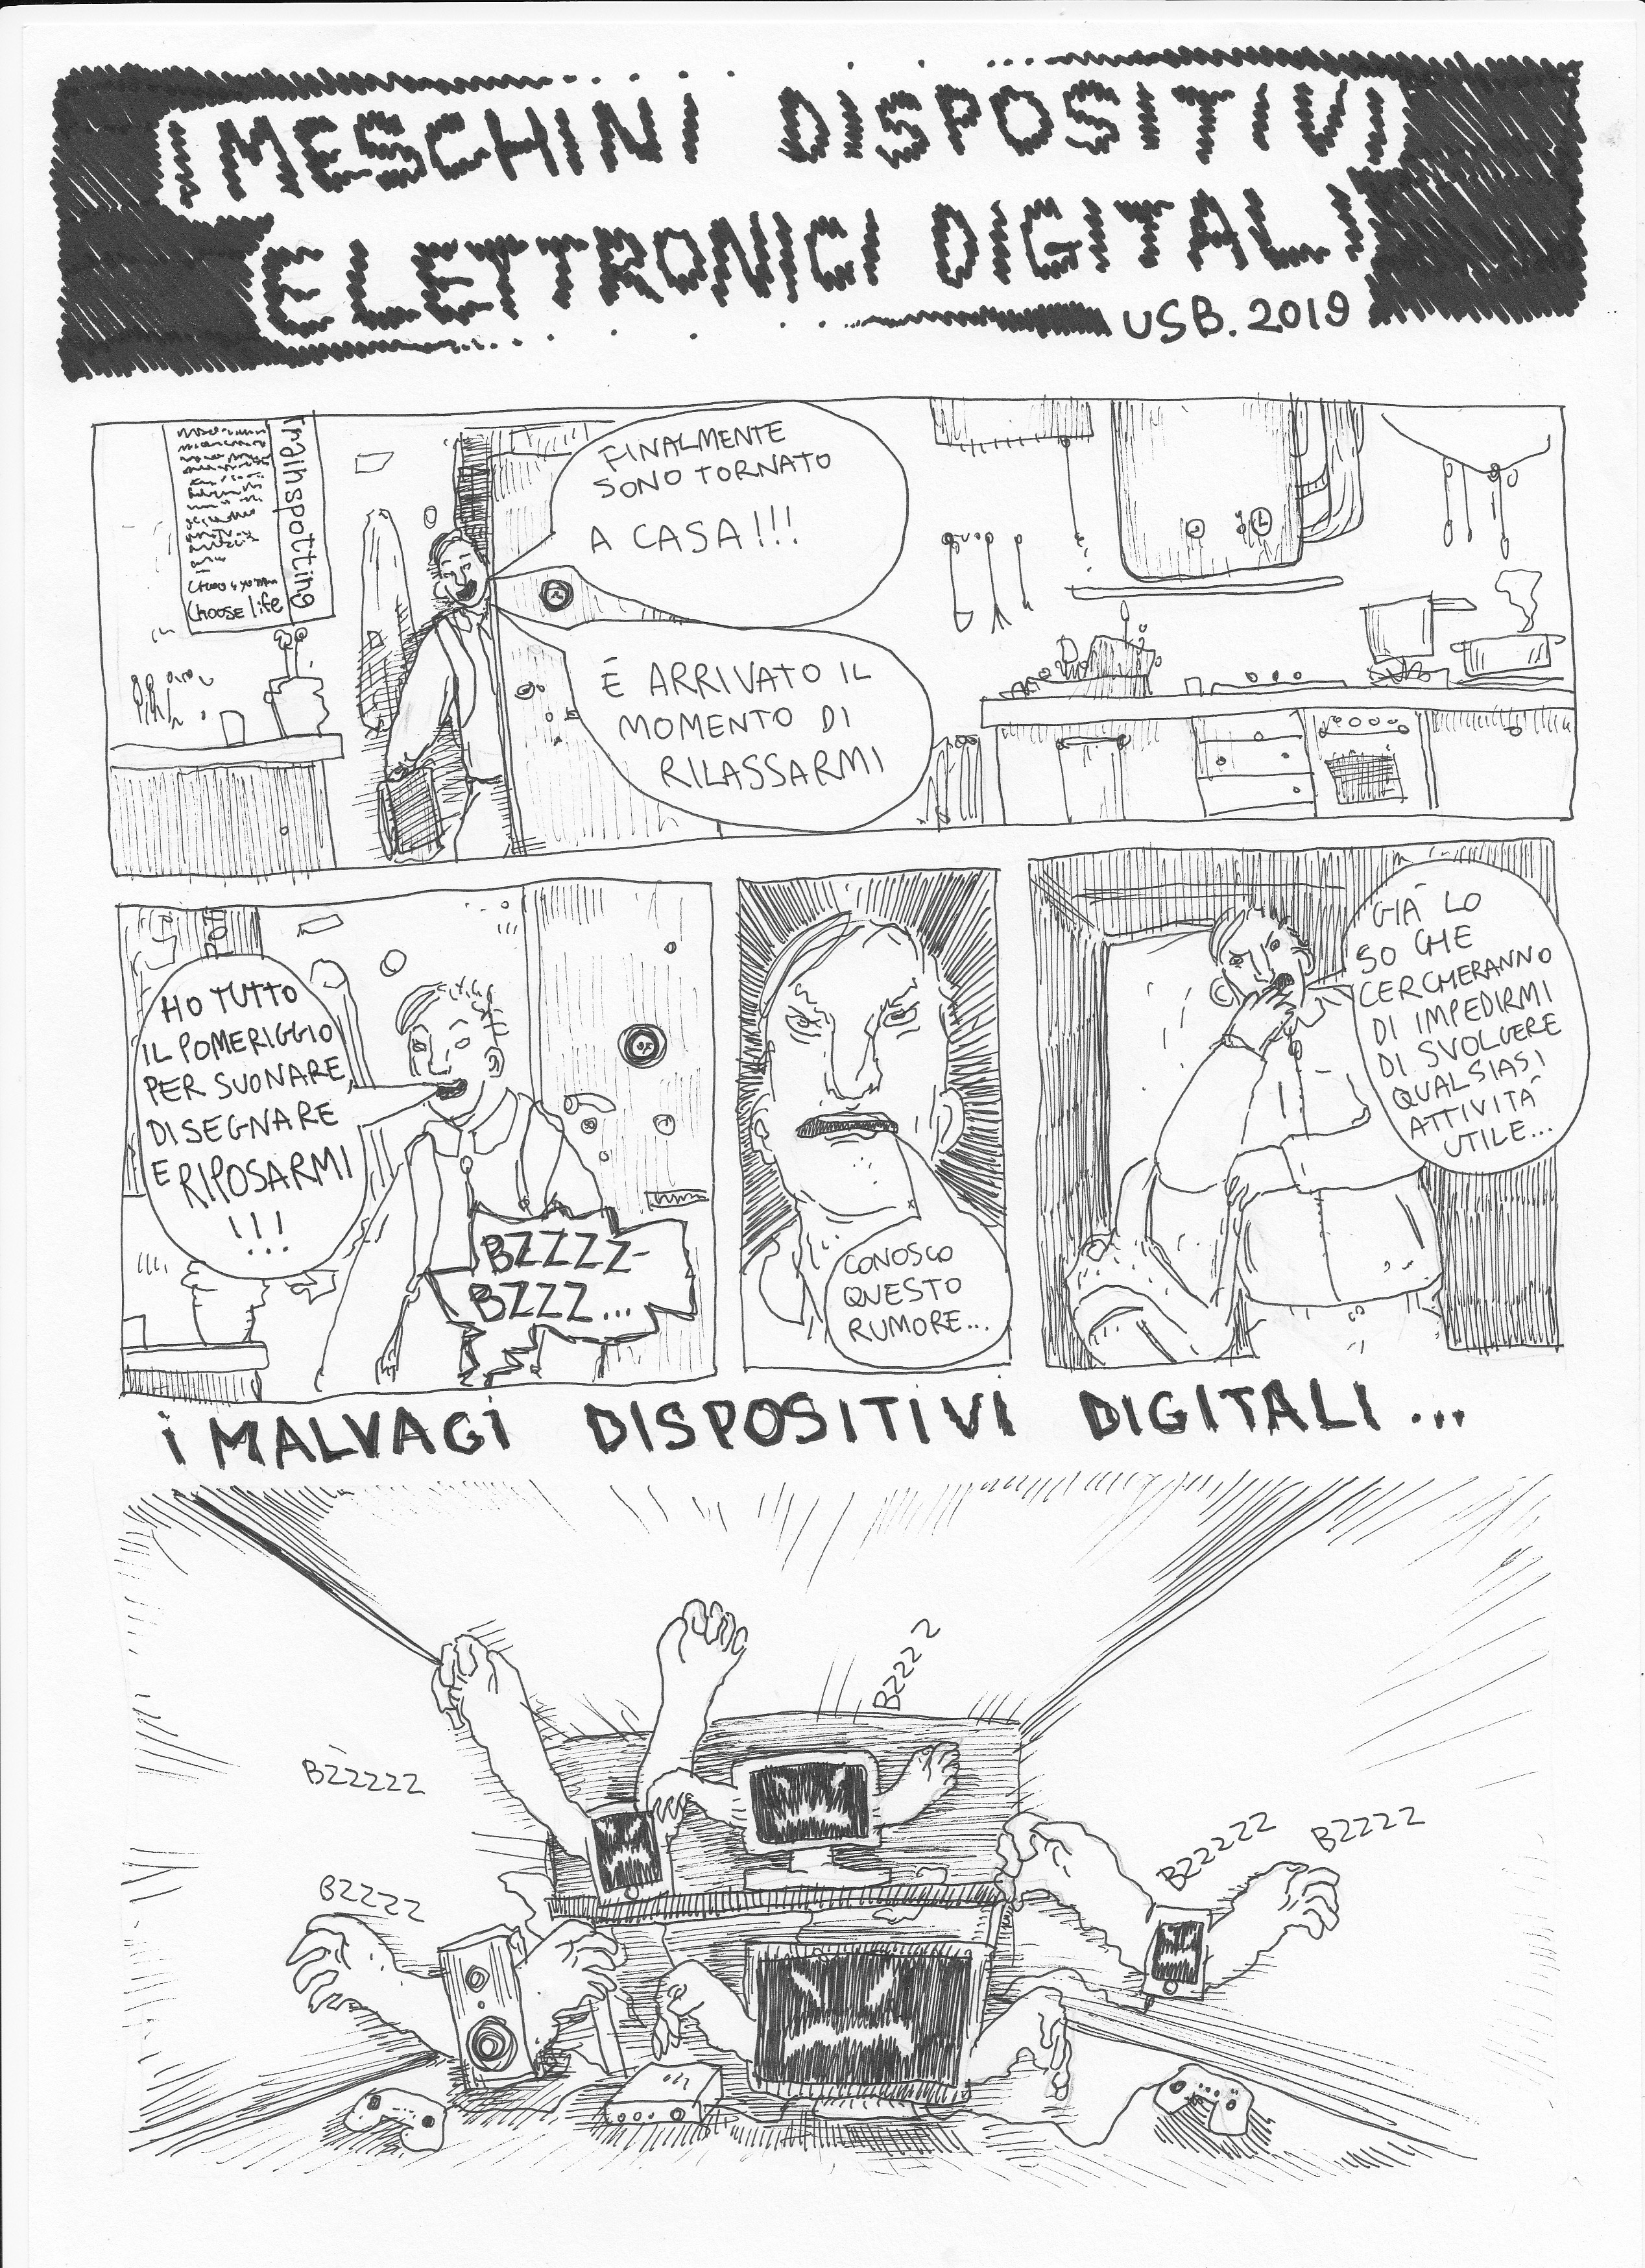 I MESCHINI DISPOSITIVI
ELETTRONICI DIGITALI
USB. 2019
Trainspotting
CHOOSE life
FINALMENTE
SONO TORNATO
A CASA!!!
È ARRIVATO IL
MOMENTO DI
RILASSARMI
HO TUTTO
IL POMERIGGIO
PER SUONARE,
DISEGNARE
E RIPOSARMI
!!!
BZZZZ-
BZZZ...
CONOSCO
QUESTO
RUMORE...
GIÀ LO
SO CHE
CERCHERANNO
DI IMPEDIRMI
DI SVOLGERE
QUALSIASI
ATTIVITÀ
UTILE...
I MALVAGI DISPOSITIVI DIGITALI...
BZZZZ
BZZZZZ
BZZZZ
BZZZZZ
BZZZZ